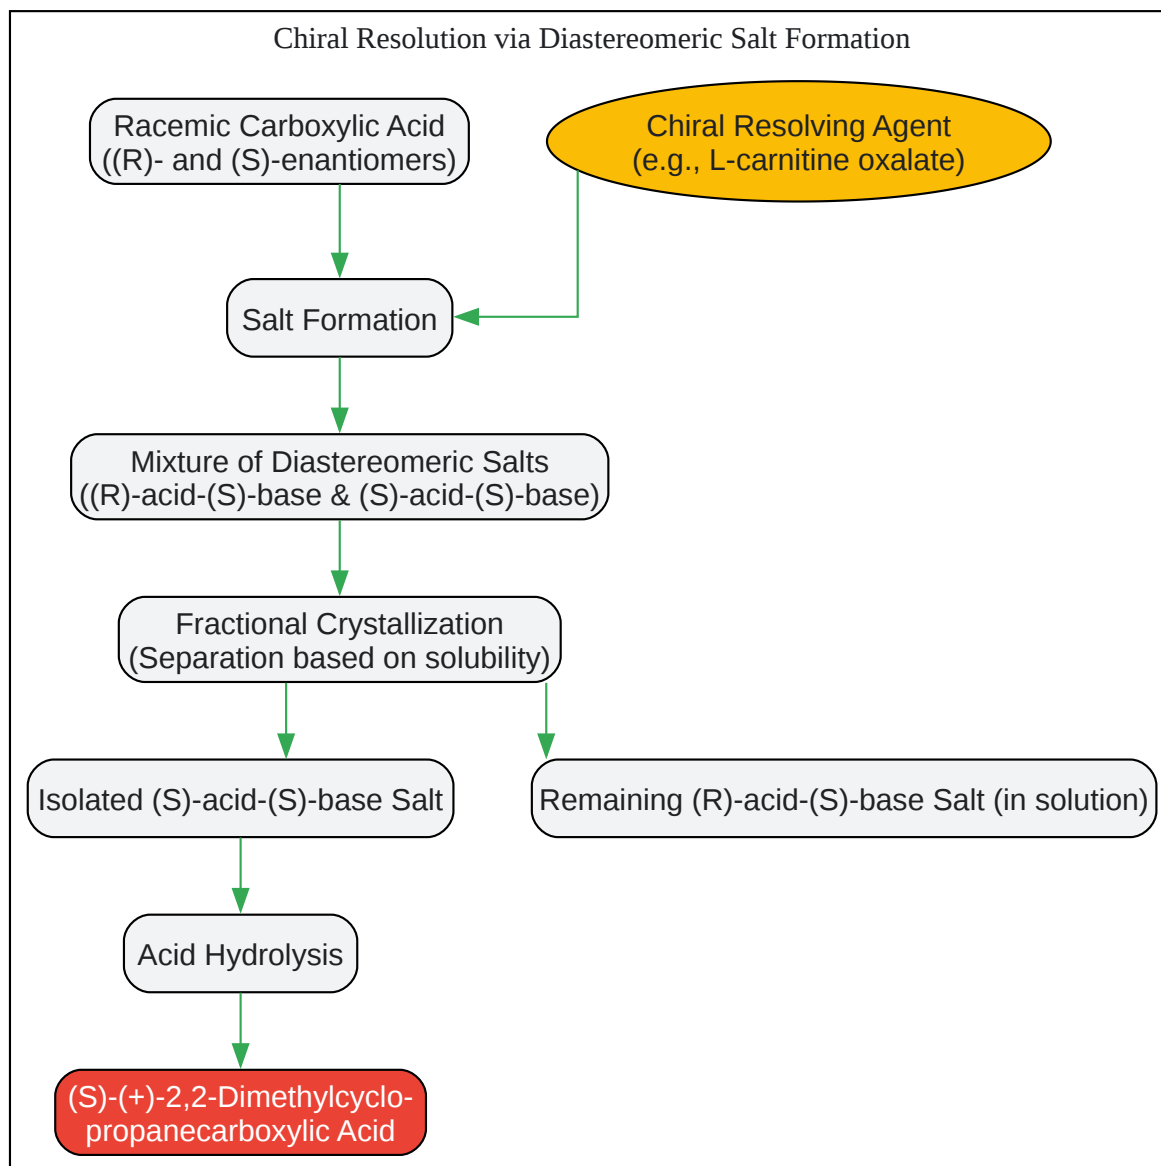 Chiral Resolution via Diastereomeric Salt Formation
Racemic Carboxylic Acid
((R)- and (S)-enantiomers)
Chiral Resolving Agent
(e.g., L-carnitine oxalate)
Salt Formation
Mixture of Diastereomeric Salts
((R)-acid-(S)-base & (S)-acid-(S)-base)
Fractional Crystallization
(Separation based on solubility)
Isolated (S)-acid-(S)-base Salt
Remaining (R)-acid-(S)-base Salt (in solution)
Acid Hydrolysis
(S)-(+)-2,2-Dimethylcyclo-
propanecarboxylic Acid